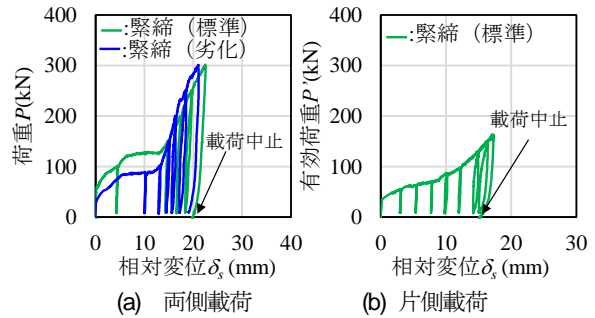 :緊締（標準）
:緊締（劣化）
荷重P(kN)
400
300
200
100
0
載荷中止
0 10 20 30 40
相対変位δs (mm)
(a) 両側載荷
:緊締（標準）
有効荷重P'(kN)
400
300
200
100
0
載荷中止
0 10 20 30
相対変位δs (mm)
(b) 片側載荷